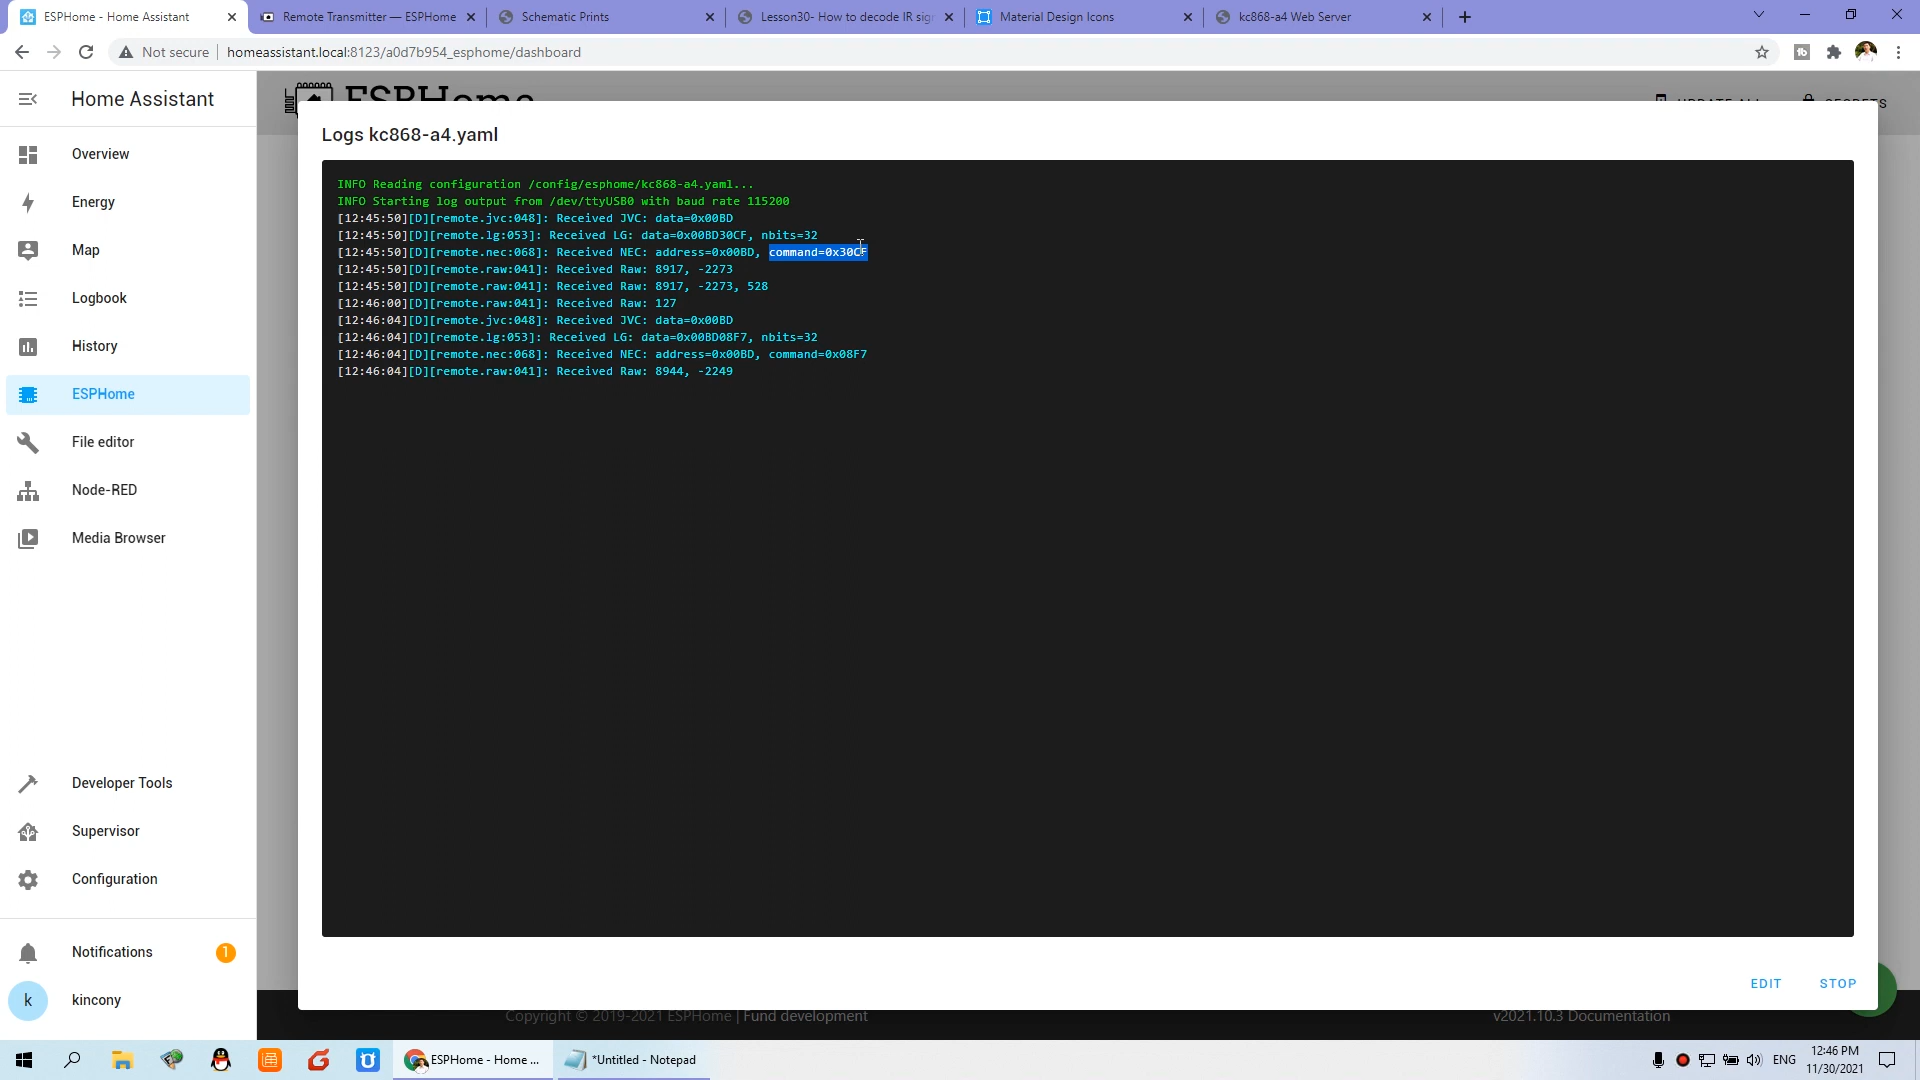 ESPHome - Home Assistant
Remote Transmitter — ESPHome
Schematic Prints
Lesson30- How to decode IR sig
Material Design Icons
kc868-a4 Web Server
Not secure
homeassistant.local:8123/a0d7b954_esphome/dashboard
Home Assistant
ESPHome
UPDATE ALL
SECRETS
Overview
Energy
Map
Logbook
History
ESPHome
File editor
Node-RED
Media Browser
Developer Tools
Supervisor
Configuration
Notifications
1
k
kincony
Logs kc868-a4.yaml
INFO Reading configuration /config/esphome/kc868-a4.yaml...
INFO Starting log output from /dev/ttyUSB0 with baud rate 115200
[12:45:50][D][remote.jvc:048]: Received JVC: data=0x00BD
[12:45:50][D][remote.lg:053]: Received LG: data=0x00BD30CF, nbits=32
[12:45:50][D][remote.nec:068]: Received NEC: address=0x00BD, command=0x30CF
[12:45:50][D][remote.raw:041]: Received Raw: 8917, -2273
[12:45:50][D][remote.raw:041]: Received Raw: 8917, -2273, 528
[12:46:00][D][remote.raw:041]: Received Raw: 127
[12:46:04][D][remote.jvc:048]: Received JVC: data=0x00BD
[12:46:04][D][remote.lg:053]: Received LG: data=0x00BD08F7, nbits=32
[12:46:04][D][remote.nec:068]: Received NEC: address=0x00BD, command=0x08F7
[12:46:04][D][remote.raw:041]: Received Raw: 8944, -2249
EDIT
STOP
Copyright © 2019-2021 ESPHome | Fund development
v2021.10.3 Documentation
ESPHome - Home ...
*Untitled - Notepad
ENG
12:46 PM
11/30/2021